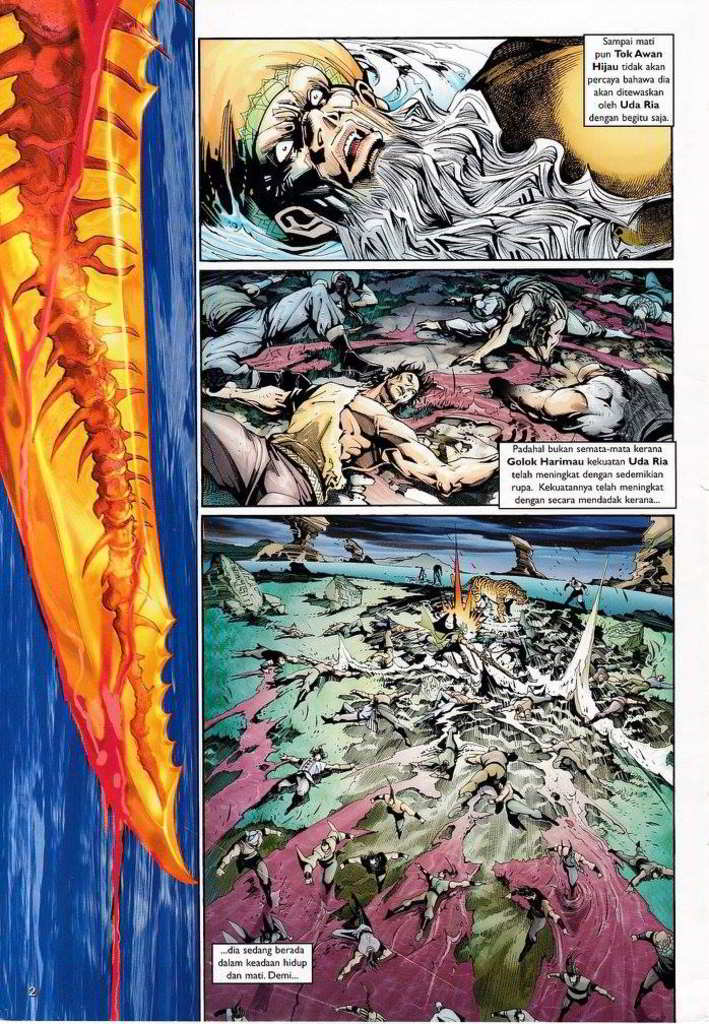 Sampai mati
pun Tok Awan
Hijau tidak akan
percaya bahawa dia
akan ditewaskan
oleh Uda Ria
dengan begitu saja.
Padahal bukan semata-mata kerana
Golok Harimau kekuatan Uda Ria
telah meningkat dengan sedemikian
rupa. Kekuatannya telah meningkat
dengan secara mendadak kerana...
...dia sedang berada
dalam keadaan hidup
dan mati. Demi...
2